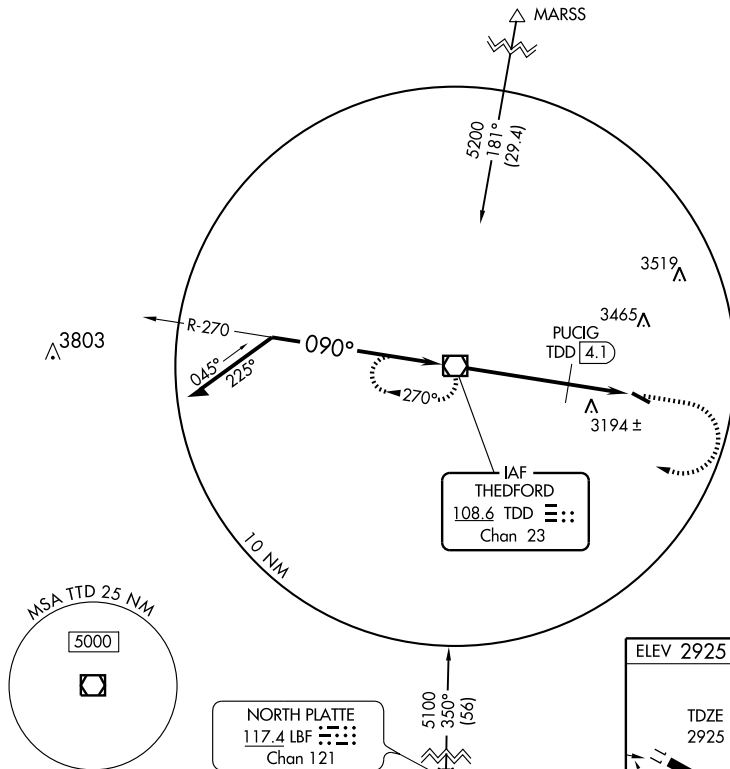 MARSS
5200
181°
(29.4)
3519
3465
3803
R-270
090°
PUCIG
TDD 4.1
045°
225°
270°
3194 ±
IAF
THEDFORD
108.6 TDD
Chan 23
10 NM
MSA TTD 25 NM
5000
5100
350°
(56)
NORTH PLATTE
117.4 LBF
Chan 121
ELEV 2925
TDZE
2925